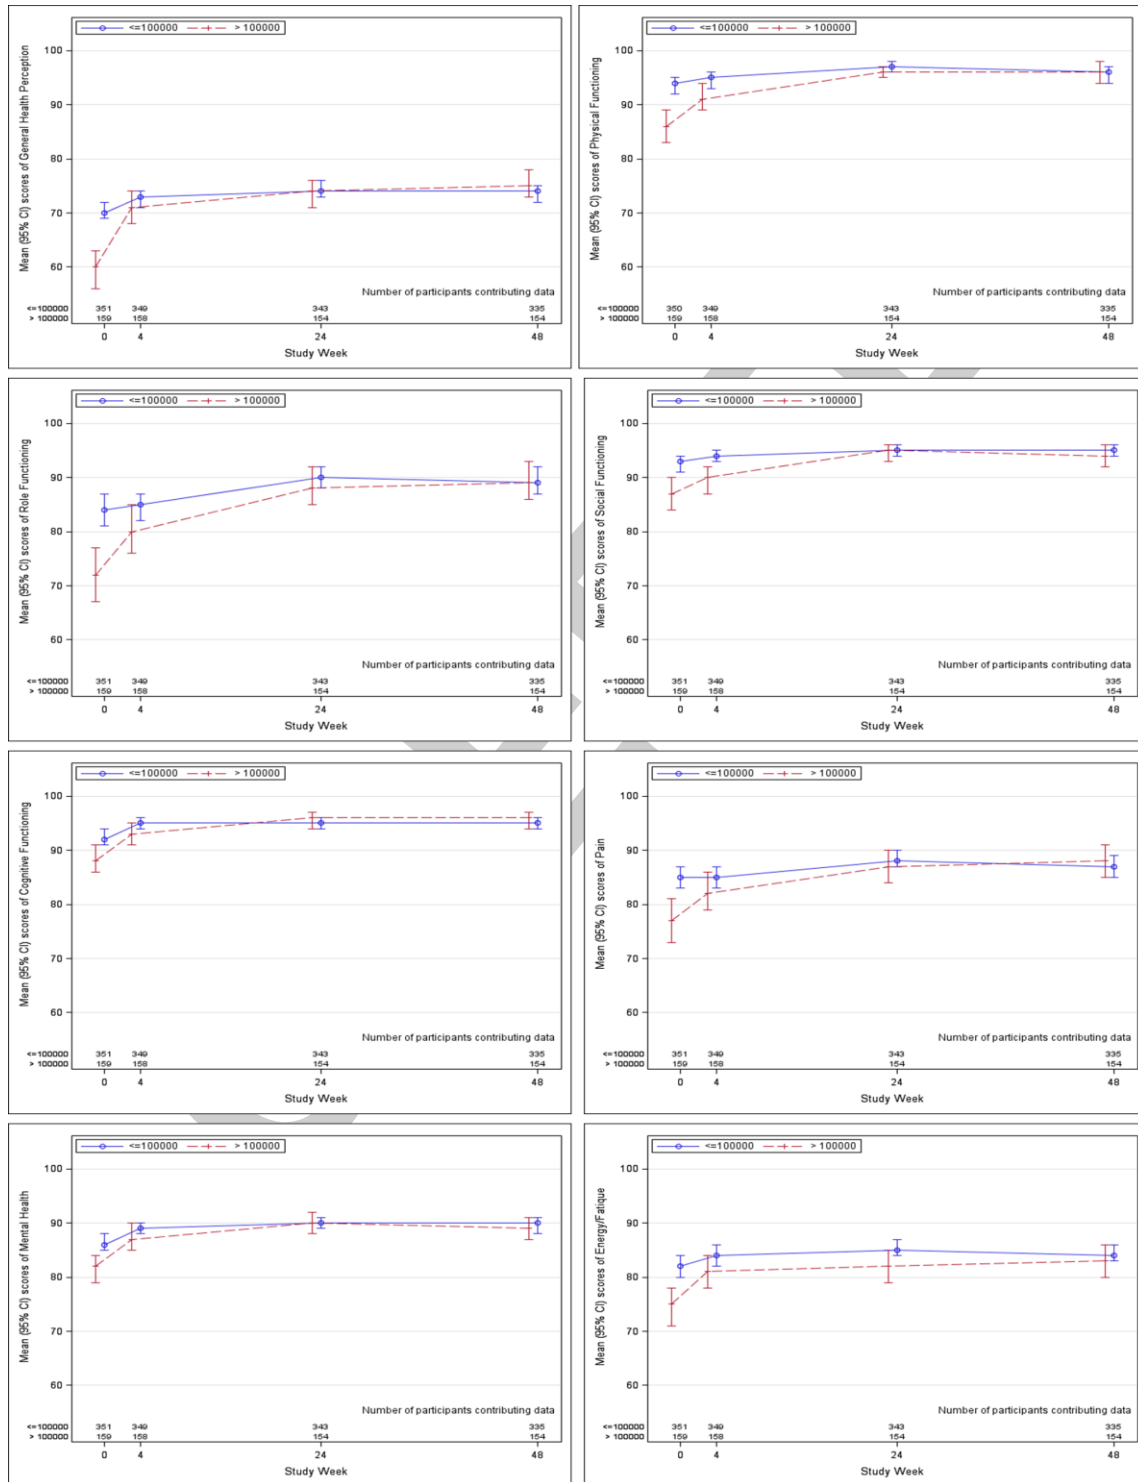 <=100000 > 100000
Mean (95% CI) scores of General Health Perception
100
90
80
70
60
Number of participants contributing data
<=100000 351 349 343 335
> 100000 159 158 154 154
0 4 24 48
Study Week
<=100000 > 100000
Mean (95% CI) scores of Physical Functioning
100
90
80
70
60
Number of participants contributing data
<=100000 350 349 343 335
> 100000 159 158 154 154
0 4 24 48
Study Week
<=100000 > 100000
Mean (95% CI) scores of Role Functioning
100
90
80
70
60
Number of participants contributing data
<=100000 351 349 343 335
> 100000 159 158 154 154
0 4 24 48
Study Week
<=100000 > 100000
Mean (95% CI) scores of Social Functioning
100
90
80
70
60
Number of participants contributing data
<=100000 351 349 343 335
> 100000 159 158 154 154
0 4 24 48
Study Week
<=100000 > 100000
Mean (95% CI) scores of Cognitive Functioning
100
90
80
70
60
Number of participants contributing data
<=100000 351 349 343 335
> 100000 159 158 154 154
0 4 24 48
Study Week
<=100000 > 100000
Mean (95% CI) scores of Pain
100
90
80
70
60
Number of participants contributing data
<=100000 351 349 343 335
> 100000 159 158 154 154
0 4 24 48
Study Week
<=100000 > 100000
Mean (95% CI) scores of Mental Health
100
90
80
70
60
Number of participants contributing data
<=100000 351 349 343 335
> 100000 159 158 154 154
0 4 24 48
Study Week
<=100000 > 100000
Mean (95% CI) scores of Energy/Fatique
100
90
80
70
60
Number of participants contributing data
<=100000 351 349 343 335
> 100000 159 158 154 154
0 4 24 48
Study Week